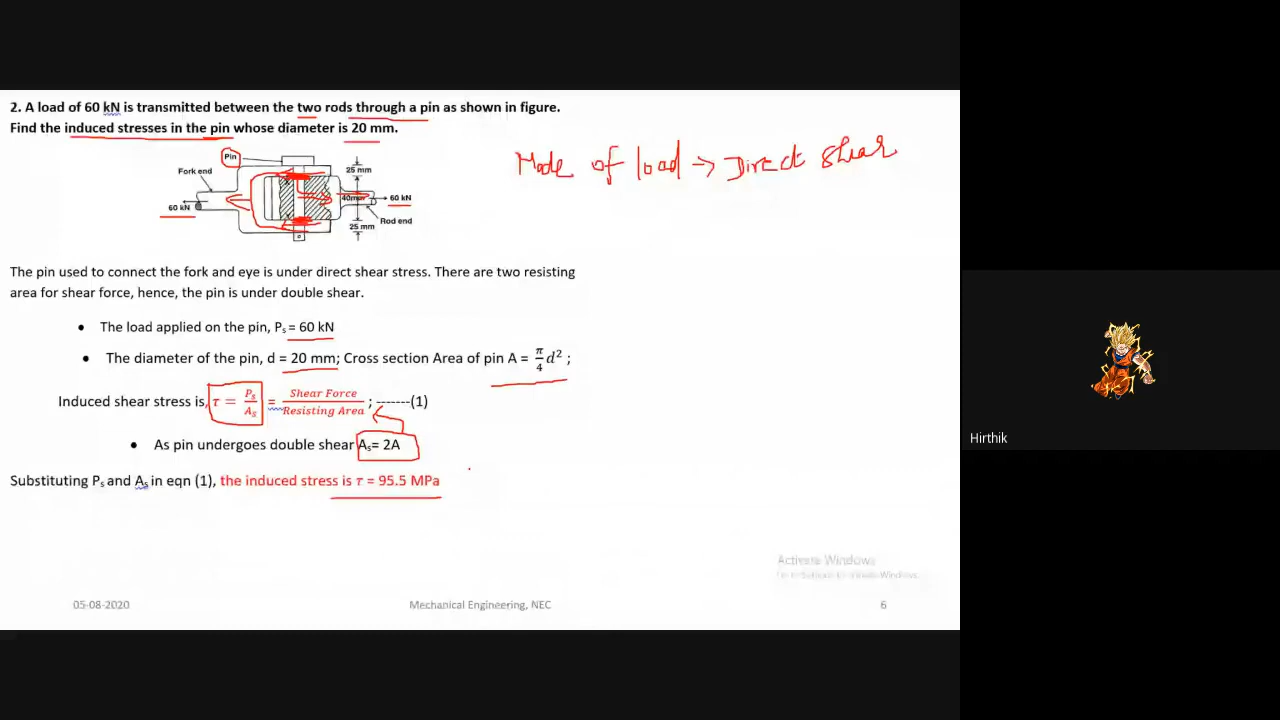 2. A load of 60 kN is transmitted between the two rods through a pin as shown in figure.
Find the induced stresses in the pin whose diameter is 20 mm.
Mode of load → Direct shear
Pin
Fork end
25 mm
40mm
60 kN
60 kN
Rod end
25 mm
The pin used to connect the fork and eye is under direct shear stress. There are two resisting
area for shear force, hence, the pin is under double shear.
• The load applied on the pin, Pₛ = 60 kN
• The diameter of the pin, d = 20 mm; Cross section Area of pin A = π/4 d² ;
Induced shear stress is, τ = Pₛ/Aₛ = Shear Force/Resisting Area ; -------(1)
• As pin undergoes double shear Aₛ= 2A
Substituting Pₛ and Aₛ in eqn (1), the induced stress is τ = 95.5 MPa
Hirthik
Activate Windows
Go to Settings to activate Windows.
05-08-2020
Mechanical Engineering, NEC
6